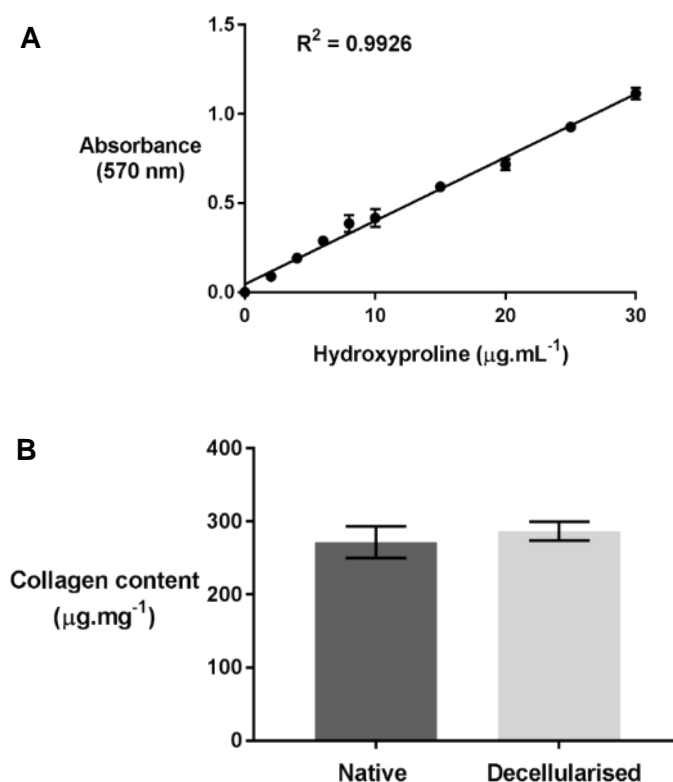 A
R² = 0.9926
1.5
1.0
0.5
0.0
Absorbance
(570 nm)
0
10
20
30
Hydroxyproline (μg.mL⁻¹)
B
400
300
200
100
0
Collagen content
(μg.mg⁻¹)
Native
Decellularised